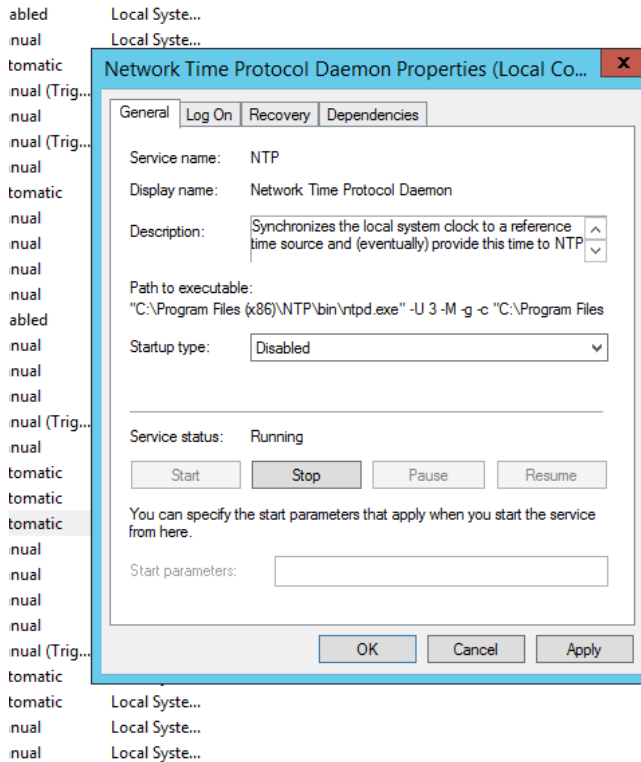 abled Local Syste...
nual Local Syste...
tomatic
Network Time Protocol Daemon Properties (Local Co... x
nual (Trig...
nual
nual (Trig...
nual
tomatic
nual
nual
nual
nual
abled
nual
nual
nual
nual (Trig...
nual
tomatic
tomatic
tomatic
nual
nual
nual
nual
nual (Trig...
tomatic
General Log On Recovery Dependencies
Service name: NTP
Display name: Network Time Protocol Daemon
Description: Synchronizes the local system clock to a reference
time source and (eventually) provide this time to NTP
Path to executable:
"C:\Program Files (x86)\NTP\bin\ntpd.exe" -U 3 -M -g -c "C:\Program Files
Startup type: Disabled
Service status: Running
Start Stop Pause Resume
You can specify the start parameters that apply when you start the service
from here.
Start parameters:
OK Cancel Apply
tomatic Local Syste...
nual Local Syste...
nual Local Syste...